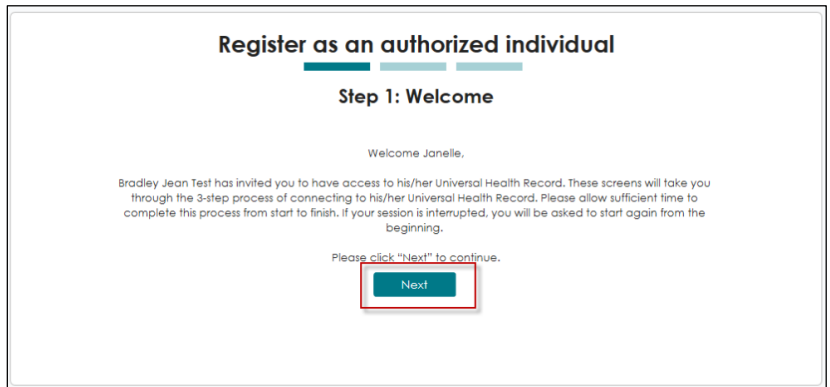 Register as an authorized individual
Step 1: Welcome
Welcome Janelle,
Bradley Jean Test has invited you to have access to his/her Universal Health Record. These screens will take you
through the 3-step process of connecting to his/her Universal Health Record. Please allow sufficient time to
complete this process from start to finish. If your session is interrupted, you will be asked to start again from the
beginning.
Please click "Next" to continue.
Next